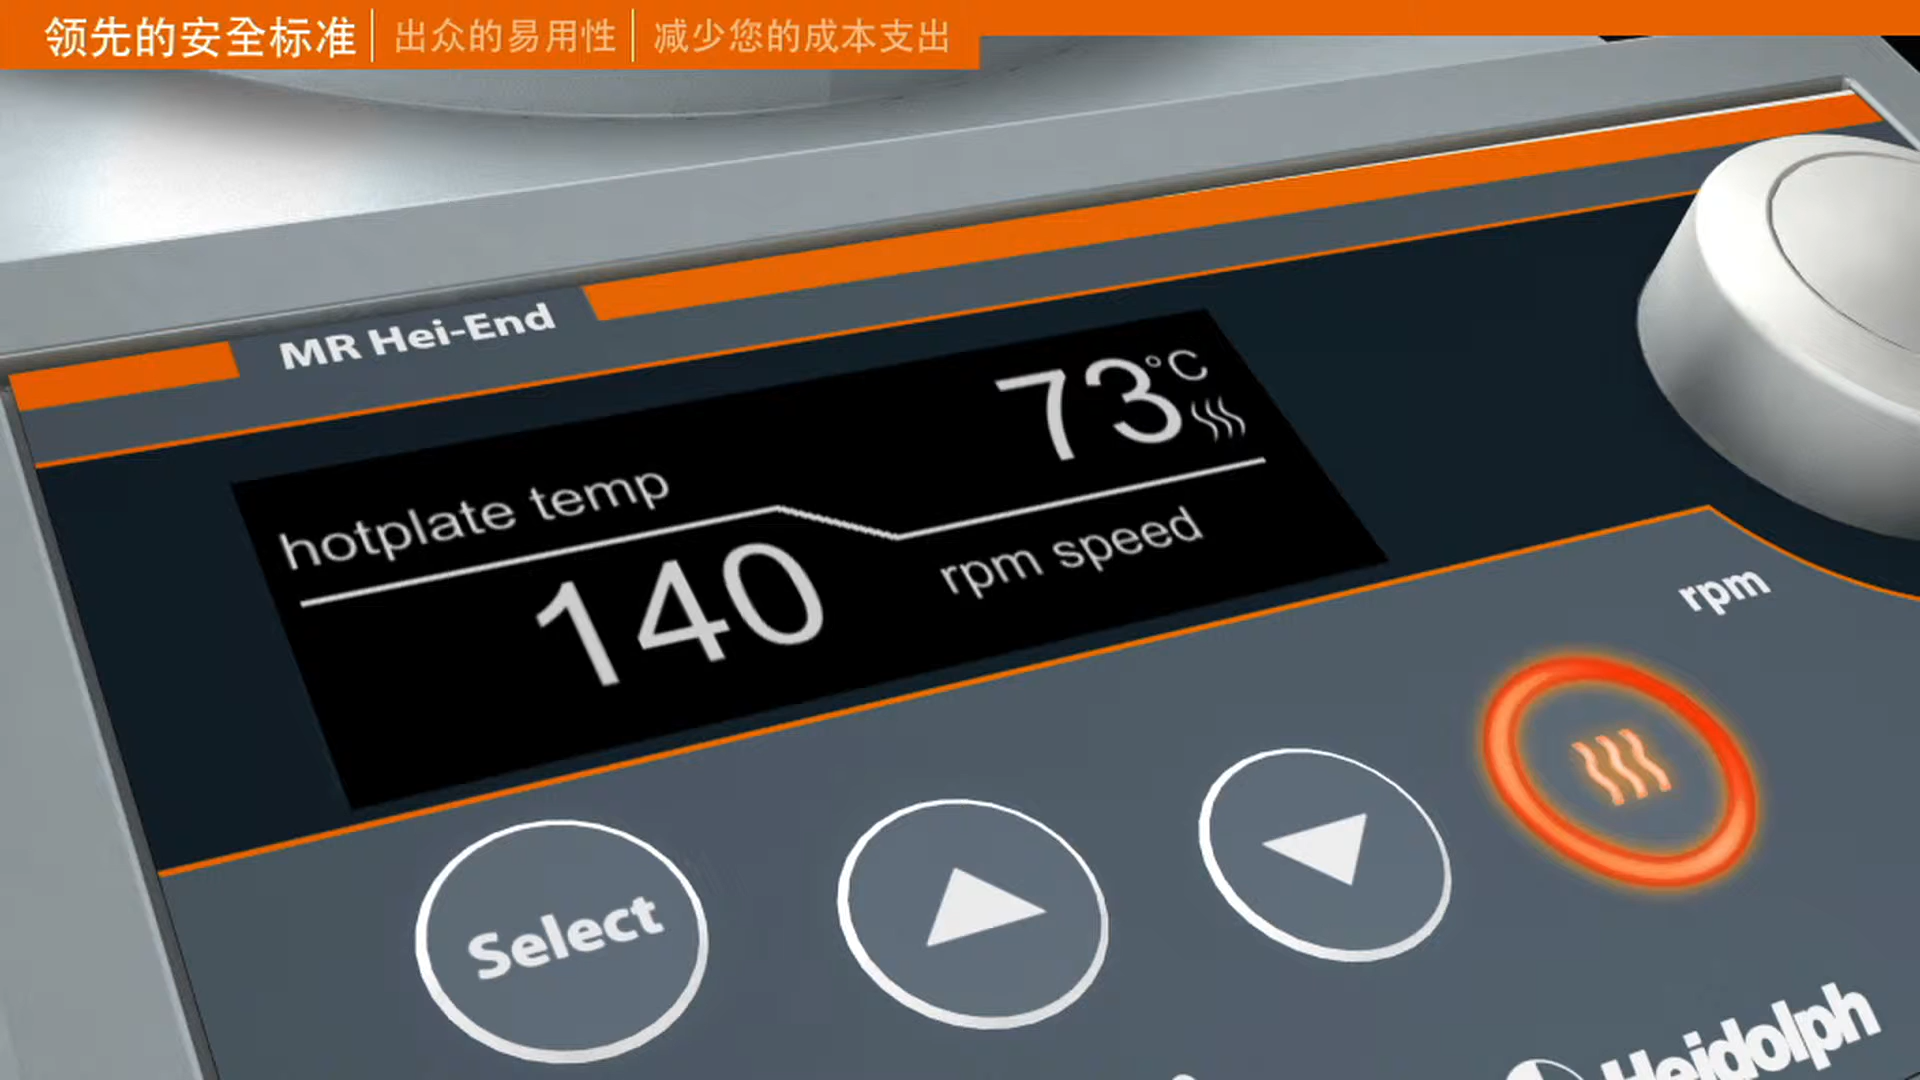 领先的安全标准 出众的易用性 减少您的成本支出
MR Hei-End
73°C
hotplate temp
140
rpm speed
rpm
Select
Heidolph